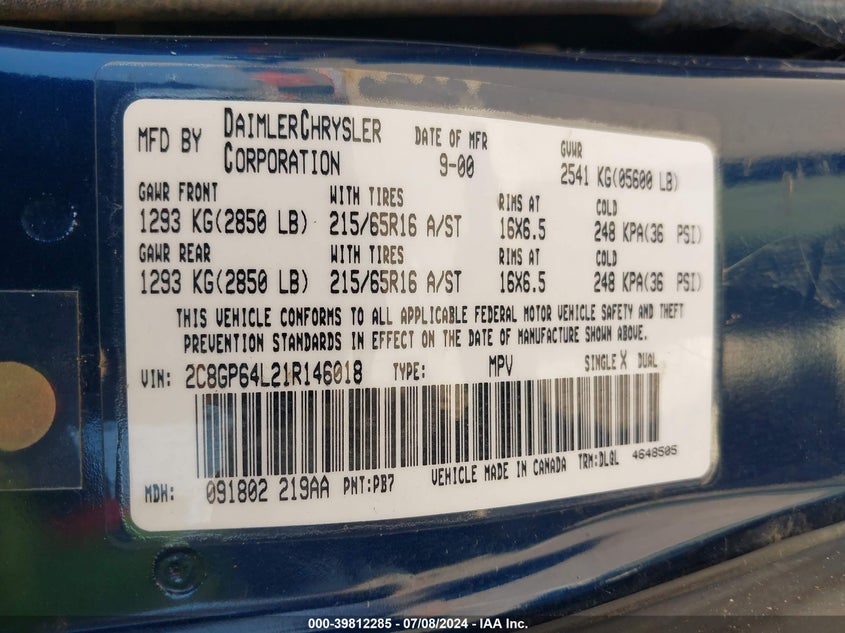 MFD BY DAIMLERCHRYSLER CORPORATION DATE OF MFR 9-00 GVWR 2541 KG(05600 LB)
GAWR FRONT WITH TIRES RIMS AT COLD
1293 KG(2850 LB) 215/65R16 A/ST 16X6.5 248 KPA(36 PSI)
GAWR REAR WITH TIRES RIMS AT COLD
1293 KG(2850 LB) 215/65R16 A/ST 16X6.5 248 KPA(36 PSI)
THIS VEHICLE CONFORMS TO ALL APPLICABLE FEDERAL MOTOR VEHICLE SAFETY AND THEFT
PREVENTION STANDARDS IN EFFECT ON THE DATE OF MANUFACTURE SHOWN ABOVE.
VIN: 2C8GP64L21R146018 TYPE: MPV SINGLE X DUAL
MDH: 091802 219AA PNT:PB7 VEHICLE MADE IN CANADA TRM:DLQL 4648505
000-39812285 - 07/08/2024 - IAAI.com